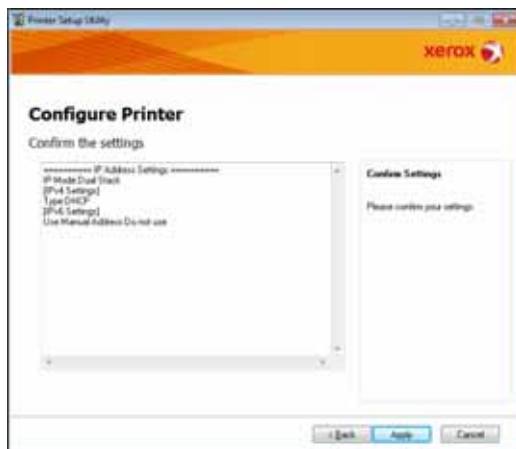 Printer Setup Utility
xerox
Configure Printer
Confirm the settings
=========== IP Address Settings ===========
IP Mode:Dual Stack
[IPv4 Settings]
Type:DHCP
[IPv6 Settings]
Use Manual Address:Do not use
Confirm Settings
Please confirm your settings.
< Back
Apply
Cancel